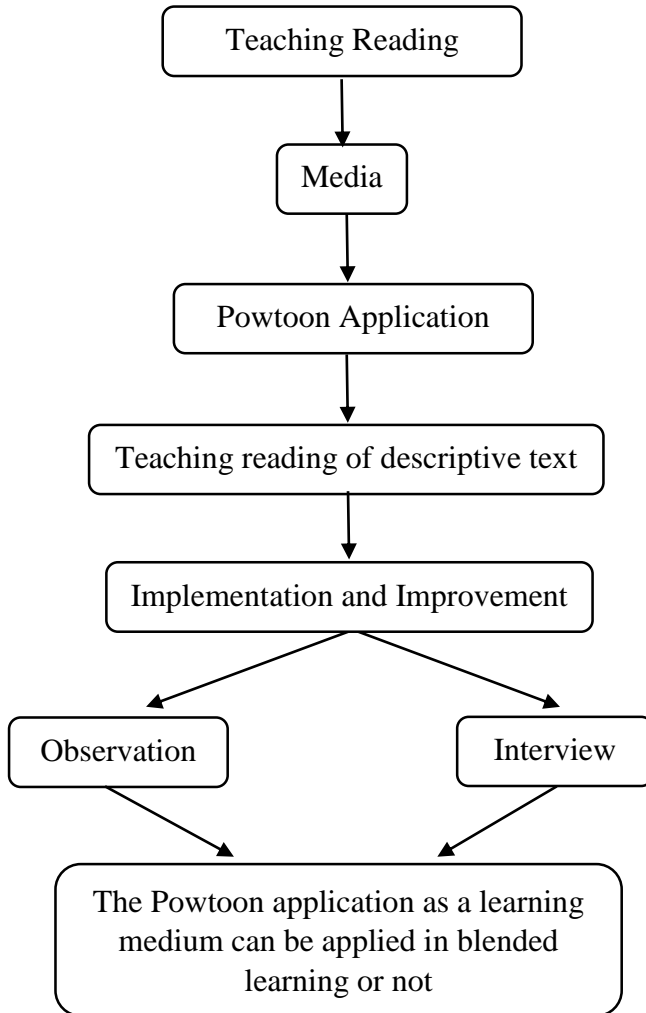 Teaching Reading
Media
Powtoon Application
Teaching reading of descriptive text
Implementation and Improvement
Observation
Interview
The Powtoon application as a learning
medium can be applied in blended
learning or not